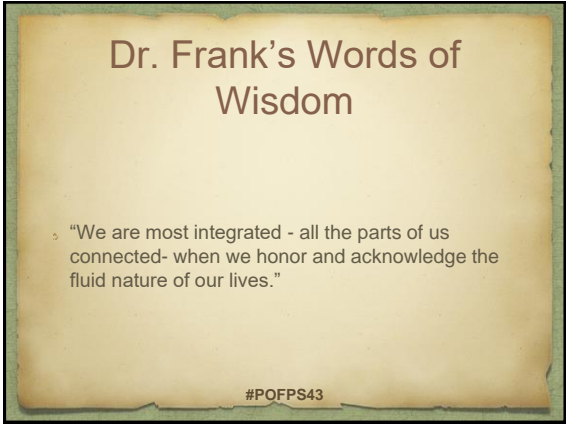 Dr. Frank’s Words of
Wisdom
“We are most integrated - all the parts of us
connected- when we honor and acknowledge the
fluid nature of our lives.”
#POFPS43